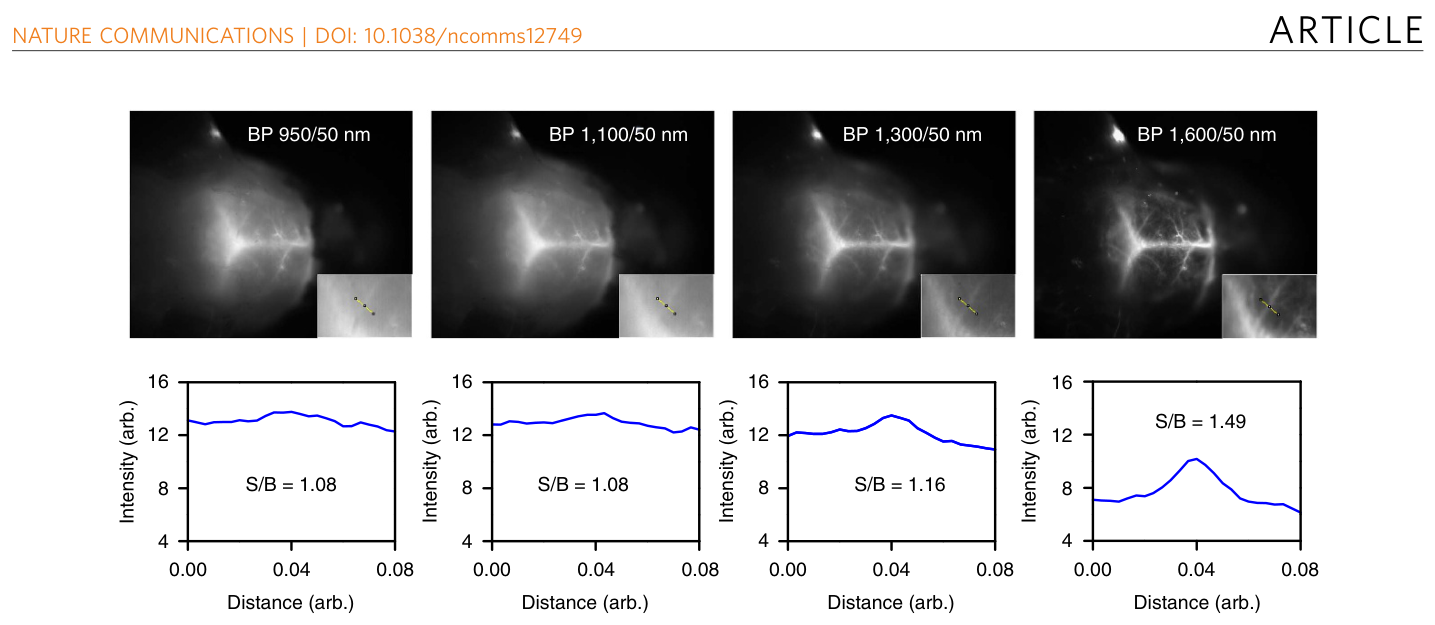 NATURE COMMUNICATIONS | DOI: 10.1038/ncomms12749
ARTICLE
BP 950/50 nm
BP 1,100/50 nm
BP 1,300/50 nm
BP 1,600/50 nm
16
12
8
4
Intensity (arb.)
S/B = 1.08
0.00
0.04
0.08
Distance (arb.)
16
12
8
4
Intensity (arb.)
S/B = 1.08
0.00
0.04
0.08
Distance (arb.)
16
12
8
4
Intensity (arb.)
S/B = 1.16
0.00
0.04
0.08
Distance (arb.)
16
12
8
4
Intensity (arb.)
S/B = 1.49
0.00
0.04
0.08
Distance (arb.)